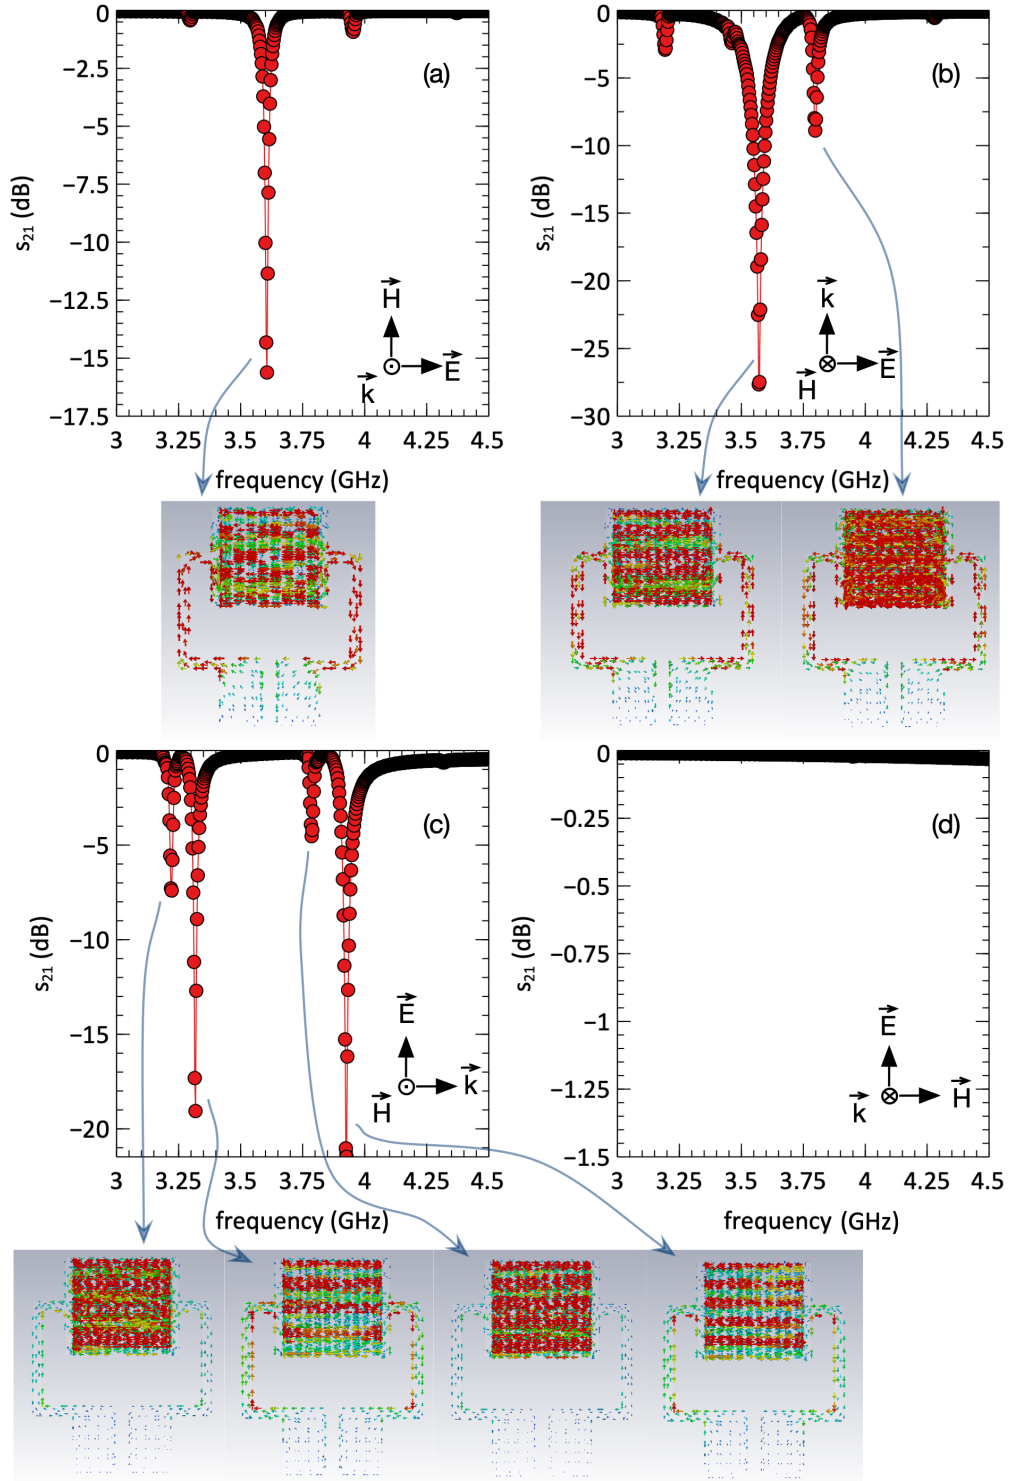 0
−2.5
−5
−7.5
−10
−12.5
−15
−17.5
s21 (dB)
(a)
H
E
k
3 3.25 3.5 3.75 4 4.25 4.5
frequency (GHz)
0
−5
−10
−15
−20
−25
−30
s21 (dB)
(b)
k
E
H
3 3.25 3.5 3.75 4 4.25 4.5
frequency (GHz)
0
−5
−10
−15
−20
s21 (dB)
(c)
E
k
H
3 3.25 3.5 3.75 4 4.25 4.5
frequency (GHz)
0
−0.25
−0.5
−0.75
−1
−1.25
−1.5
s21 (dB)
(d)
E
k
H
3 3.25 3.5 3.75 4 4.25 4.5
frequency (GHz)